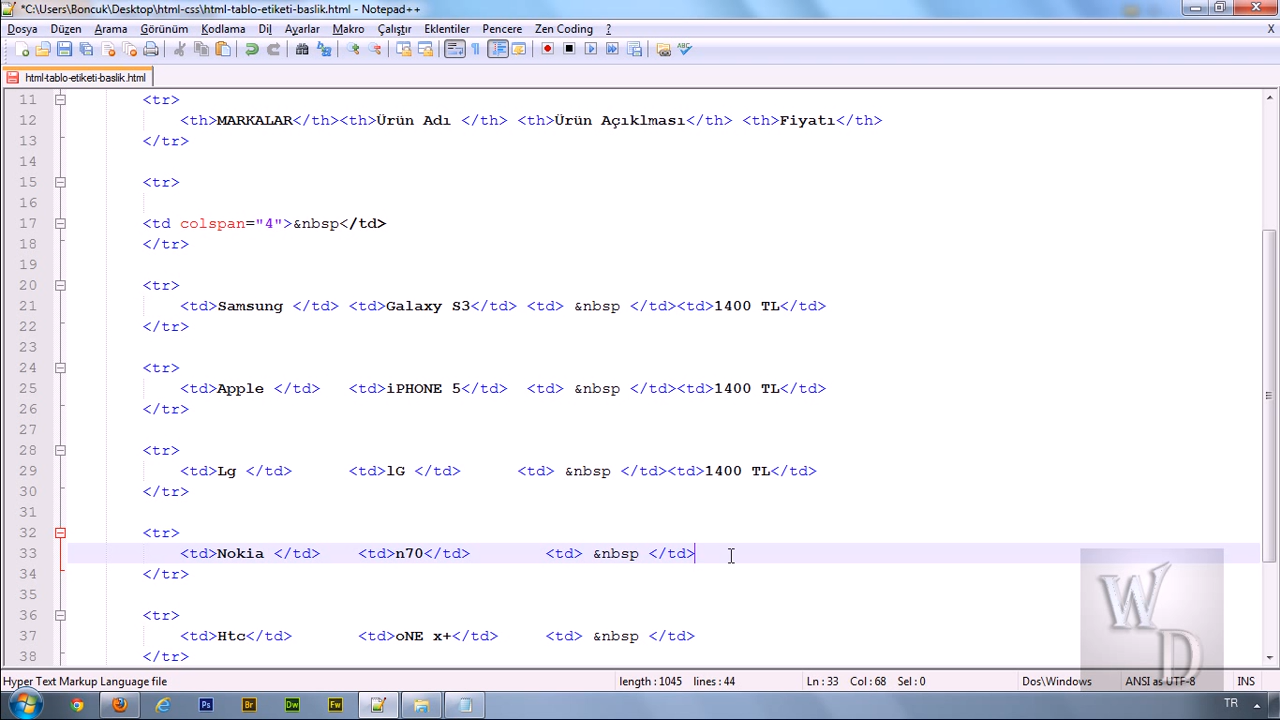 *C:\Users\Boncuk\Desktop\html-css\html-tablo-etiketi-baslik.html - Notepad++
Dosya Düzen Arama Görünüm Kodlama Dil Ayarlar Makro Çalıştır Eklentiler Pencere Zen Coding ? X
html-tablo-etiketi-baslik.html
11 <tr>
12 <th>MARKALAR</th><th>Ürün Adı </th> <th>Ürün Açıklması</th> <th>Fiyatı</th>
13 </tr>
14
15 <tr>
16
17 <td colspan="4">&nbsp</td>
18 </tr>
19
20 <tr>
21 <td>Samsung </td> <td>Galaxy S3</td> <td> &nbsp </td><td>1400 TL</td>
22 </tr>
23
24 <tr>
25 <td>Apple </td> <td>iPHONE 5</td> <td> &nbsp </td><td>1400 TL</td>
26 </tr>
27
28 <tr>
29 <td>Lg </td> <td>lG </td> <td> &nbsp </td><td>1400 TL</td>
30 </tr>
31
32 <tr>
33 <td>Nokia </td> <td>n70</td> <td> &nbsp </td>
34 </tr>
35
36 <tr>
37 <td>Htc</td> <td>oNE x+</td> <td> &nbsp </td>
38 </tr>
W D
Hyper Text Markup Language file length : 1045 lines : 44 Ln : 33 Col : 68 Sel : 0 Dos\Windows ANSI as UTF-8 INS
Ps Br Dw Fw TR